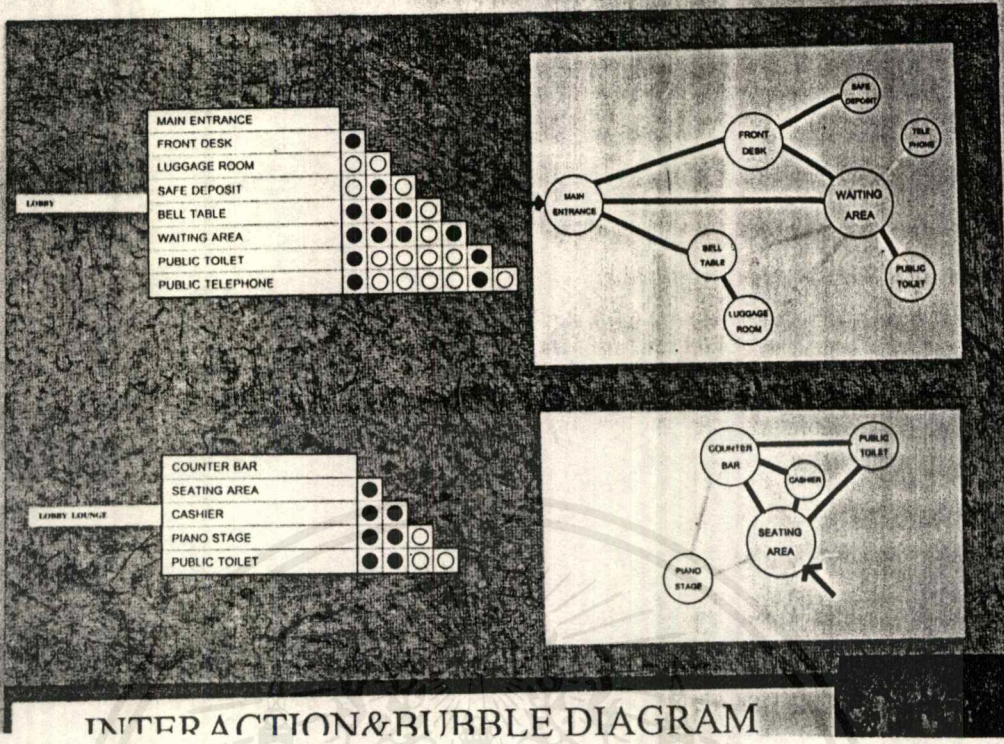 LOBBY
MAIN ENTRANCE
FRONT DESK
LUGGAGE ROOM
SAFE DEPOSIT
BELL TABLE
WAITING AREA
PUBLIC TOILET
PUBLIC TELEPHONE
SAFE
DEPOSIT
TELE
PHONE
FRONT
DESK
MAIN
ENTRANCE
WAITING
AREA
BELL
TABLE
PUBLIC
TOILET
LUGGAGE
ROOM
LOBBY LOUNGE
COUNTER BAR
SEATING AREA
CASHIER
PIANO STAGE
PUBLIC TOILET
COUNTER
BAR
PUBLIC
TOILET
CASHIER
SEATING
AREA
PIANO
STAGE
INTERACTION&BUBBLE DIAGRAM